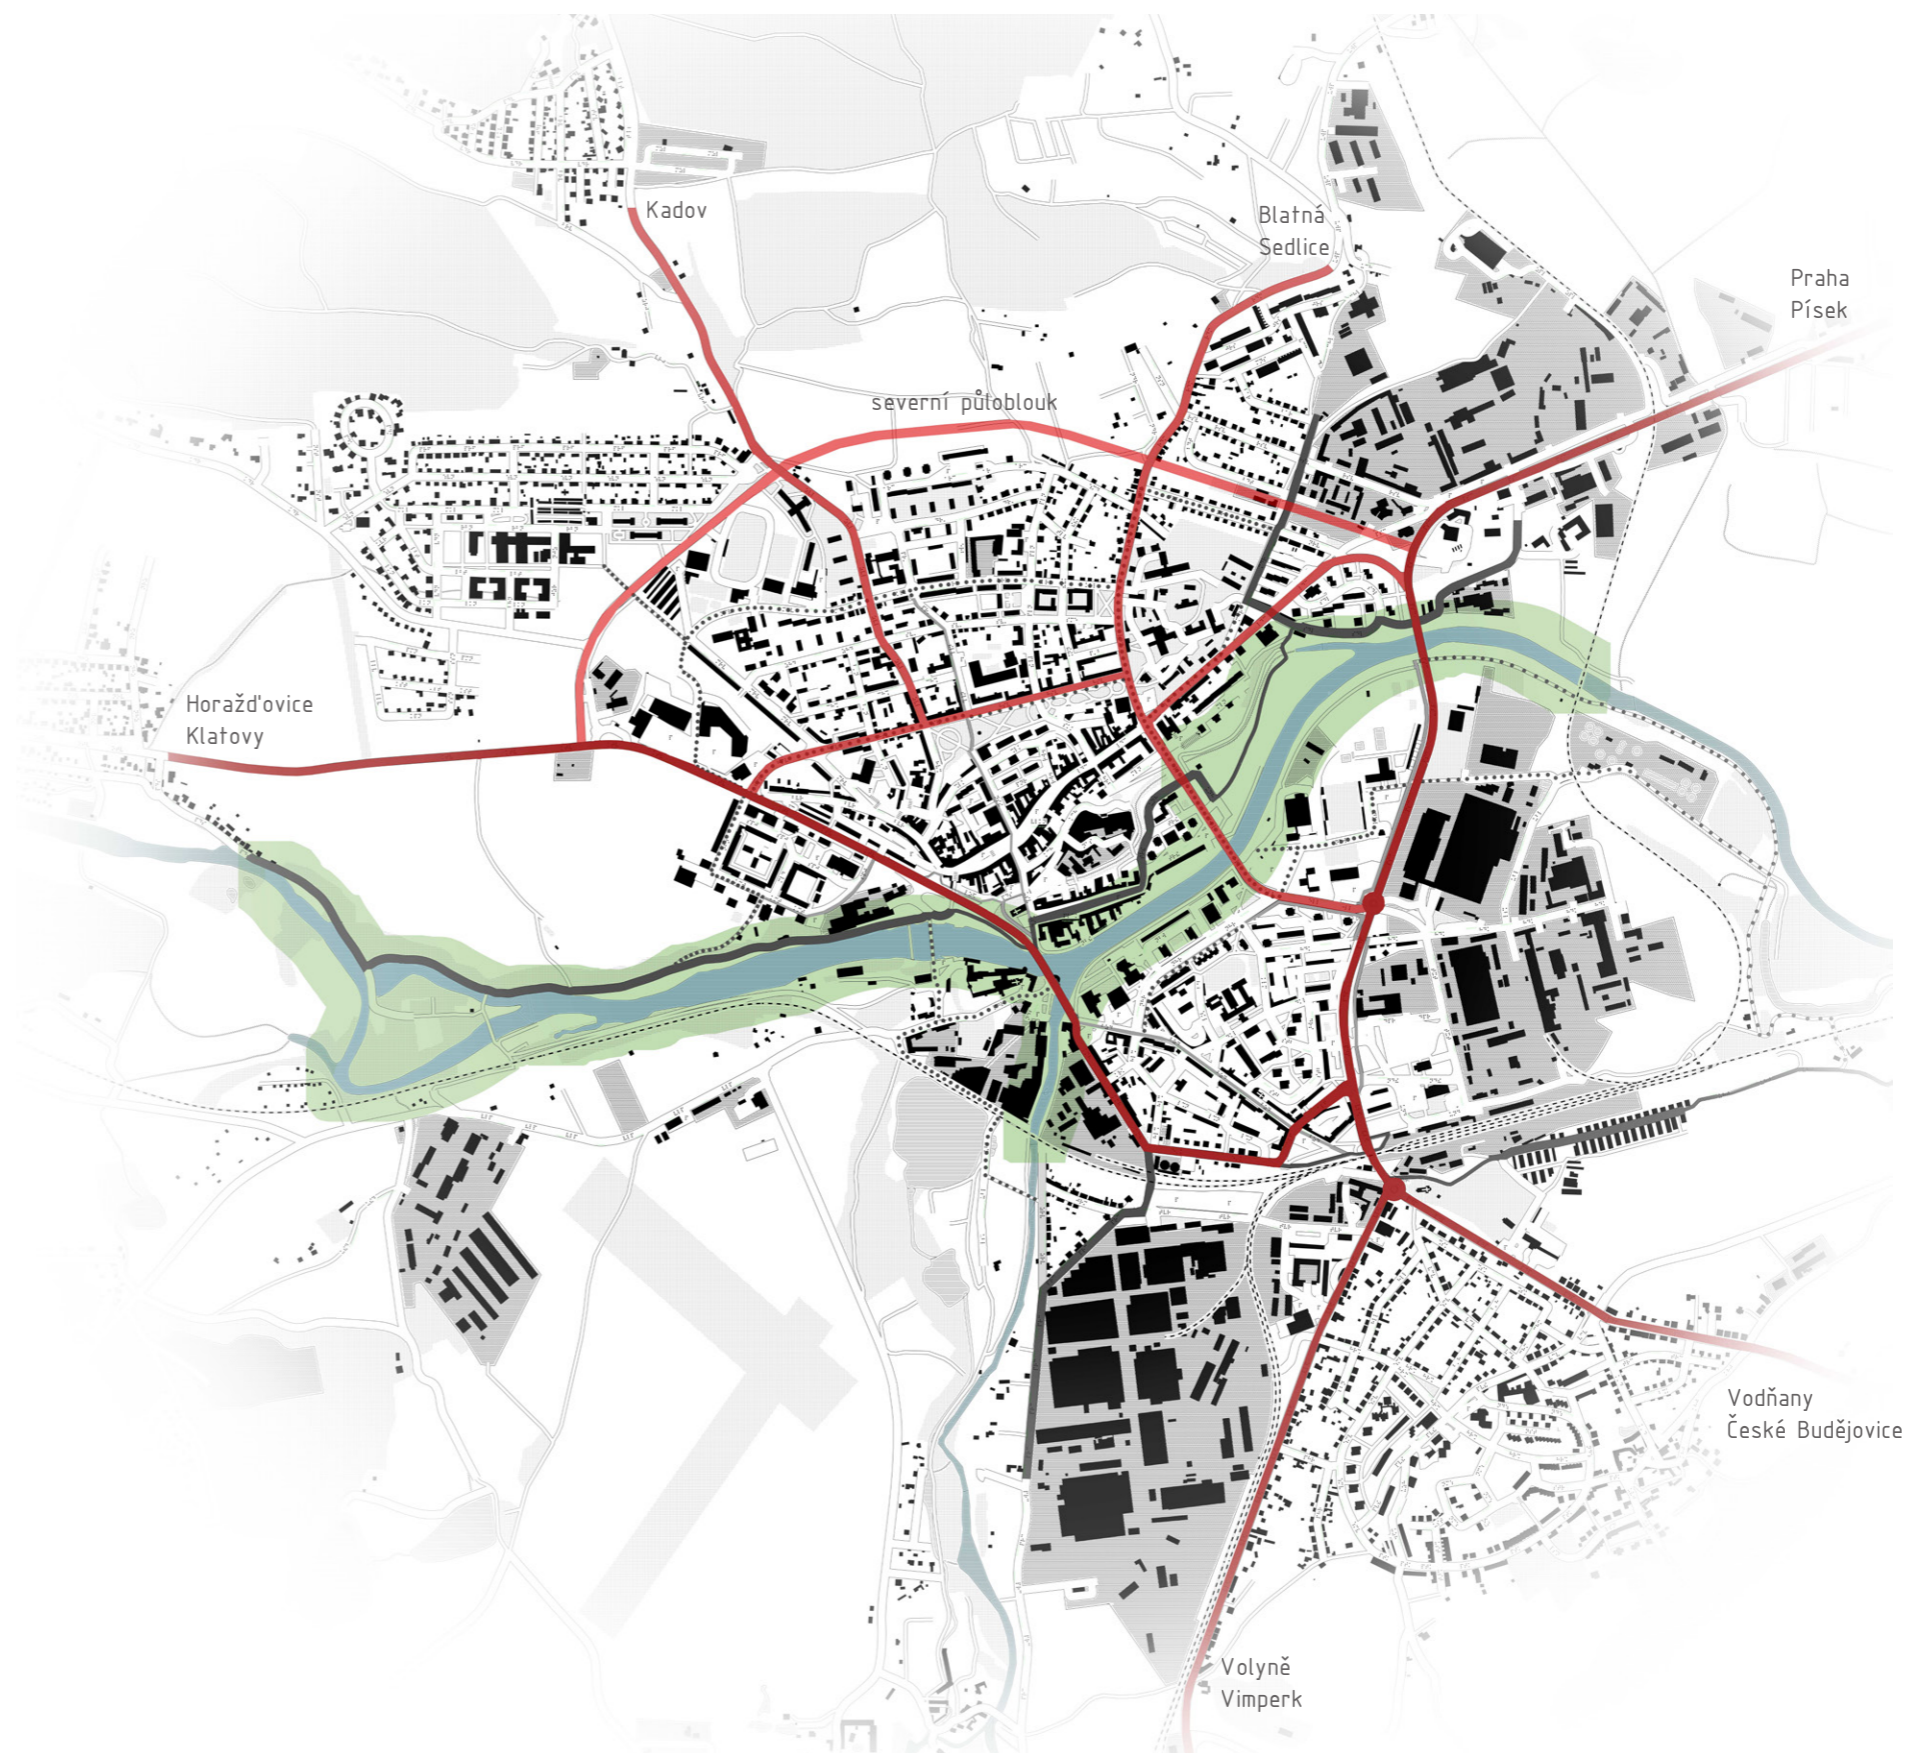 Kadov
Blatná
Sedlice
Praha
Písek
severní půloblouk
Horažďovice
Klatovy
Vodňany
České Budějovice
Volyně
Vimperk